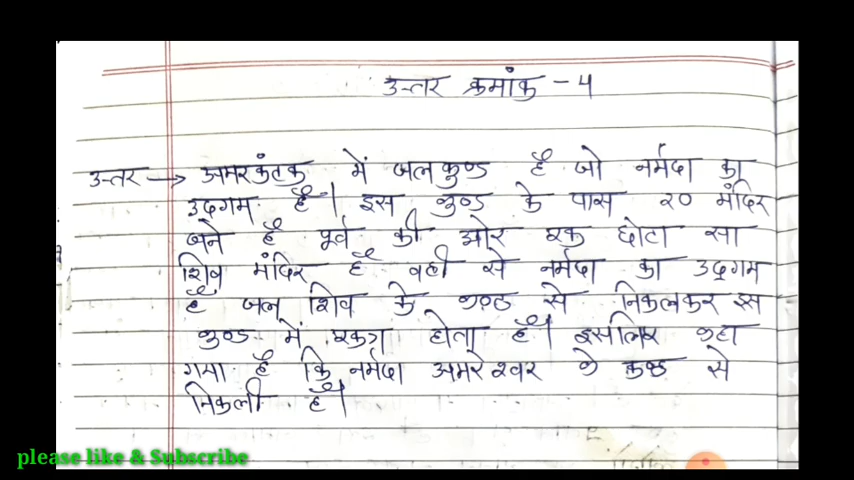 उत्तर क्रमांक - 4
उत्तर → अमरकंटक में जलकुण्ड है जो नर्मदा का
उदगम है। इस कुण्ड के पास २० मंदिर
बने है पूर्व की ओर एक छोटा सा
शिव मंदिर है वही से नर्मदा का उद्गम
है जल शिव के कण्ठ से निकलकर इस
कुण्ड में एकत्र होता है। इसलिए कहा
गया है कि नर्मदा अमरेश्वर के कण्ठ से
निकली है।
please like & Subscribe